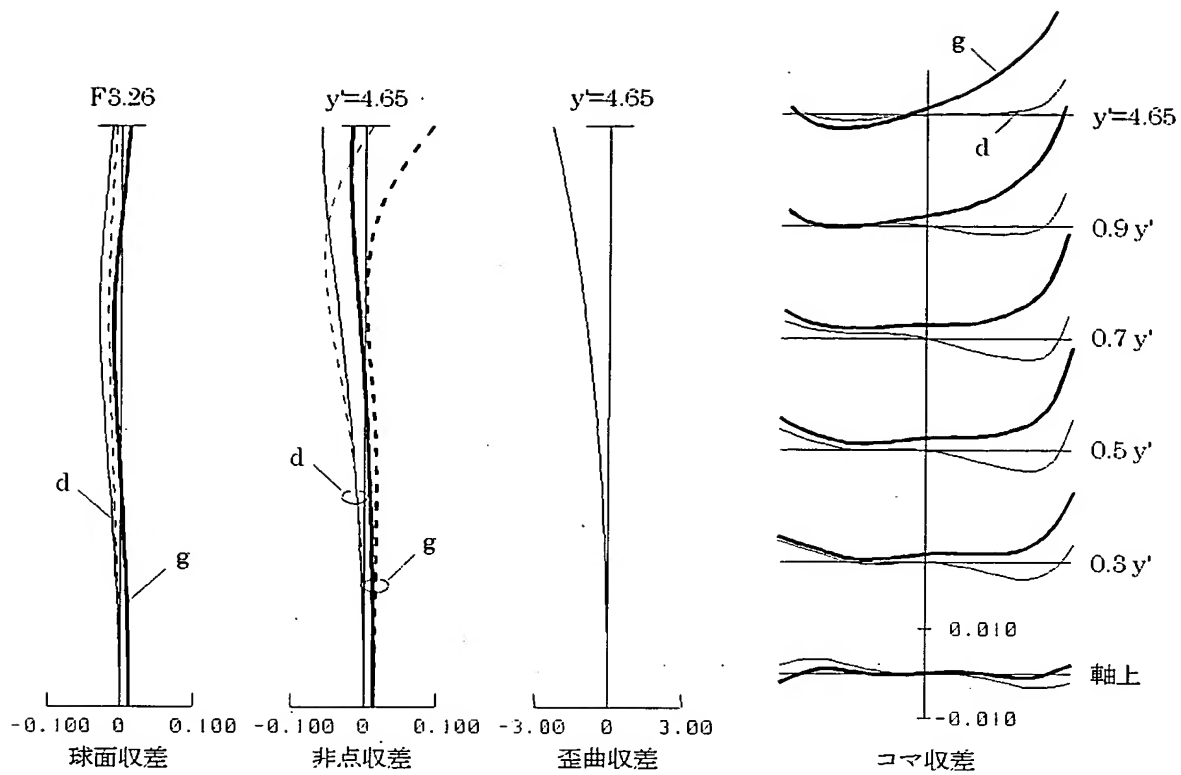 F3.26
d
g
-0.100 0 0.100
球面収差
y'=4.65
d
g
-0.100 0 0.100
非点収差
y'=4.65
-3.00 0 3.00
歪曲収差
g
y'=4.65
d
0.9 y'
0.7 y'
0.5 y'
0.3 y'
0.010
軸上
-0.010
コマ収差